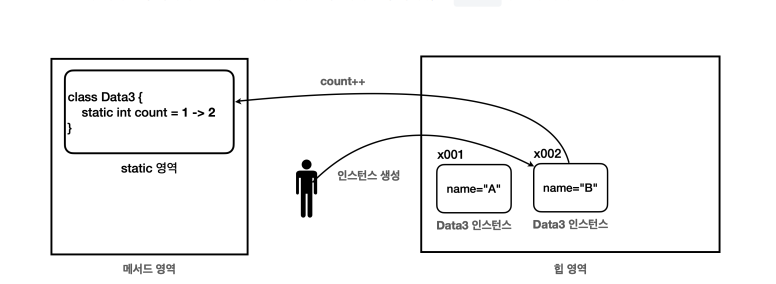 count++
class Data3 {
static int count = 1 -> 2
}
static 영역
인스턴스 생성
x001
x002
name="A"
name="B"
Data3 인스턴스
Data3 인스턴스
메서드 영역
힙 영역